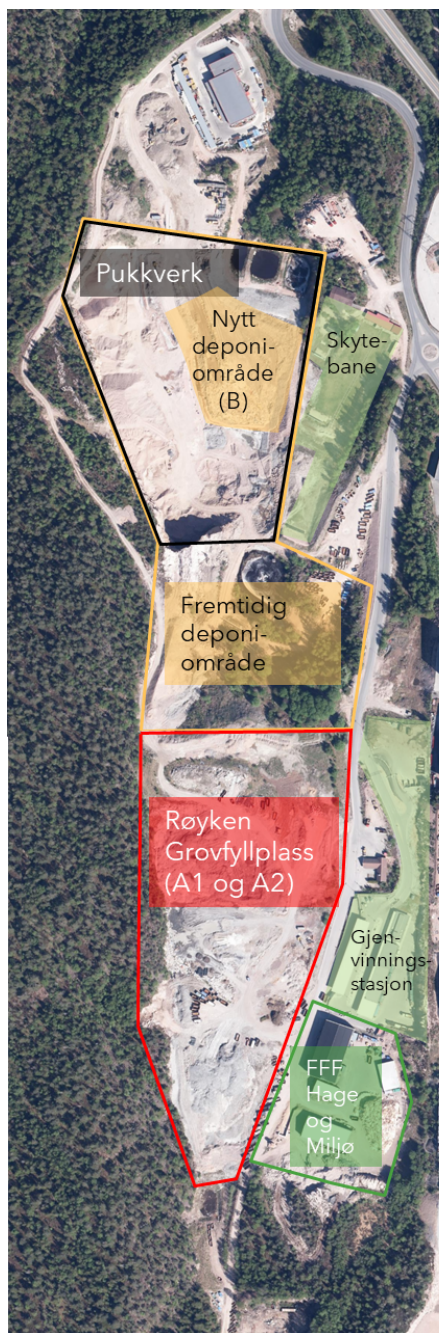 Pukkverk
Nytt
deponi-
område
(B)
Skyte-
bane
Fremtidig
deponi-
område
Røyken
Grovfyllplass
(A1 og A2)
Gjen-
vinnings-
stasjon
FFF
Hage
og
Miljø